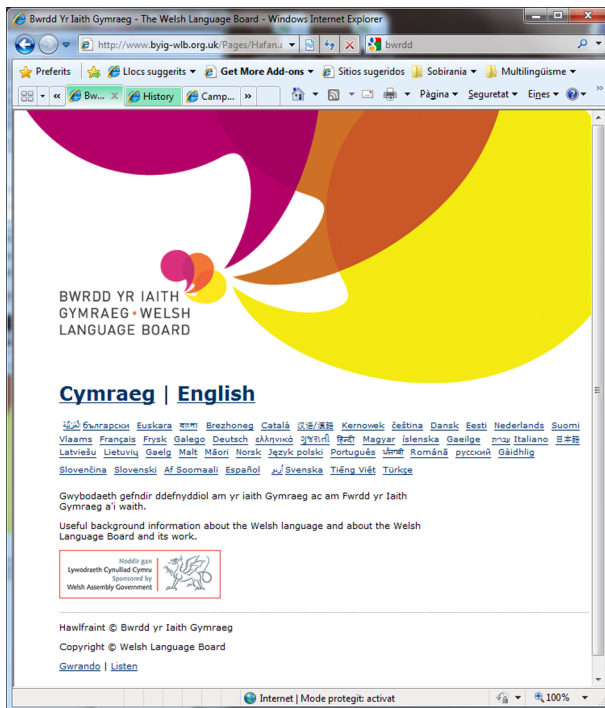 Bwrdd Yr Iaith Gymraeg - The Welsh Language Board - Windows Internet Explorer
http://www.byig-wlb.org.uk/Pages/Hafan.a
bwrdd
Preferits Llocs suggerits Get More Add-ons Sitios sugeridos Sobirania Multilingüisme
Bw... History Camp... Pàgina Seguretat Eines
BWRDD YR IAITH
GYMRAEG • WELSH
LANGUAGE BOARD
Cymraeg | English
العربية български Euskara বাংলা Brezhoneg Català 汉语/漢語 Kernowek čeština Dansk Eesti Nederlands Suomi
Vlaams Français Frysk Galego Deutsch ελληνικά ગુજરાતી हिन्दी Magyar íslenska Gaeilge עברית Italiano 日本語
Latviešu Lietuvių Gaelg Malt Māori Norsk Język polski Português ਪੰਜਾਬੀ Română русский Gàidhlig
Slovenčina Slovenski Af Soomaali Español اُردو Svenska Tiếng Việt Türkçe
Gwybodaeth gefndir ddefnyddiol am yr iaith Gymraeg ac am Fwrdd yr Iaith
Gymraeg a'i waith.
Useful background information about the Welsh language and about the Welsh
Language Board and its work.
Noddir gan
Lywodraeth Cynulliad Cymru
Sponsored by
Welsh Assembly Government
Hawlfraint © Bwrdd yr Iaith Gymraeg
Copyright © Welsh Language Board
Gwrando | Listen
Internet | Mode protegit: activat
100%